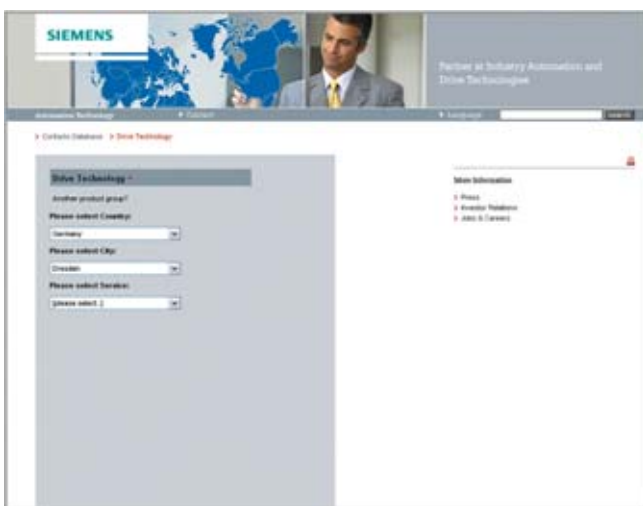 SIEMENS
Partner at Industry Automation and
Drive Technologies
Automation Technology
Contact
Language
Search
Contacts Database
Drive Technology
Drive Technology
Another product group?
Please select Country:
Germany
Please select City:
Dresden
Please select Service:
(please select..)
More Information
Press
Investor Relations
Jobs & Careers